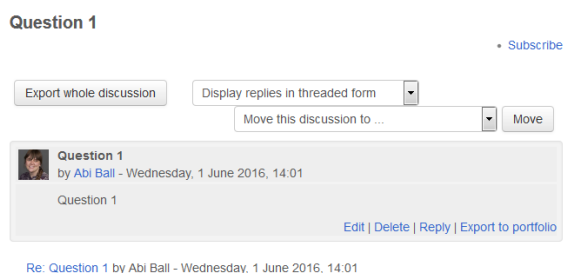 Question 1
• Subscribe
Export whole discussion
Display replies in threaded form
Move this discussion to ...
Move
Question 1
by Abi Ball - Wednesday, 1 June 2016, 14:01
Question 1
Edit | Delete | Reply | Export to portfolio
Re: Question 1 by Abi Ball - Wednesday, 1 June 2016, 14:01